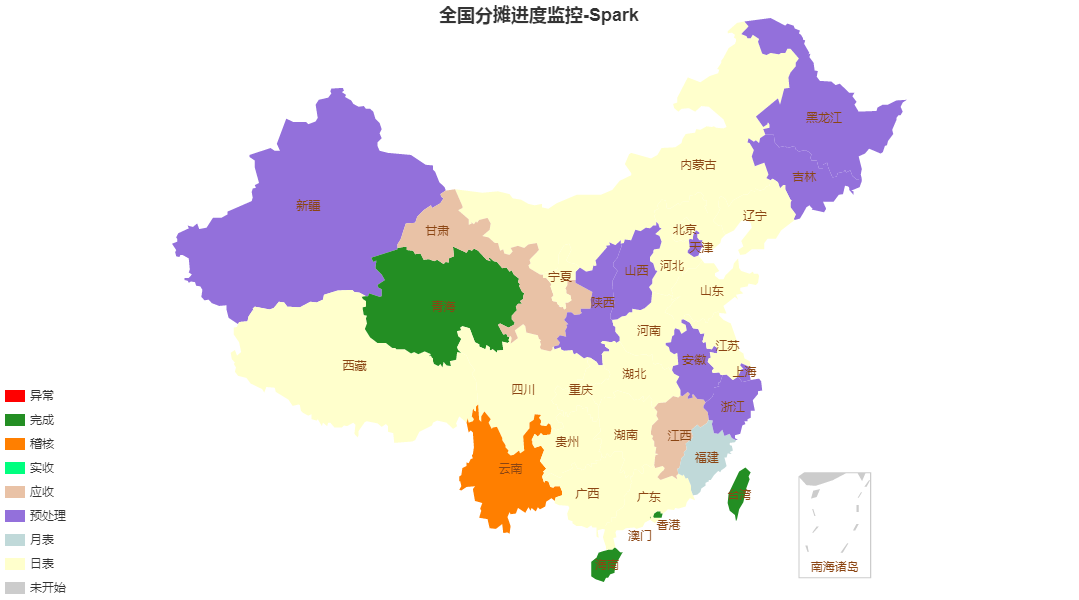 全国分摊进度监控-Spark
黑龙江
内蒙古
吉林
新疆
辽宁
甘肃
北京
天津
宁夏
山西
河北
山东
青海
陕西
河南
江苏
安徽
西藏
上海
湖北
四川
重庆
浙江
贵州
湖南
江西
福建
云南
广西
广东
台湾
香港
澳门
海南
南海诸岛
异常
完成
稽核
实收
应收
预处理
月表
日表
未开始